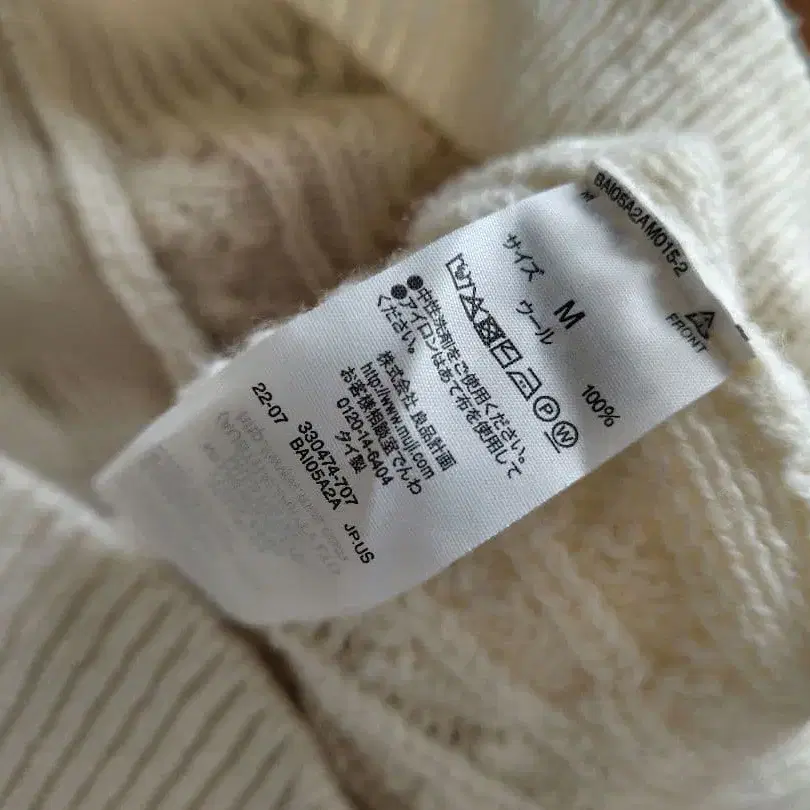 BAI05A2AM015-2
M
FRONT
サイズ M
ウール 100%
●中性洗剤をご使用ください。
●アイロンはあて布を使用して
ください。
株式会社 良品計画
http://www.muji.com
お客様相談室でんわ
0120-14-6404
タイ製
22-07 330474-707
BAI05A2A JP.US